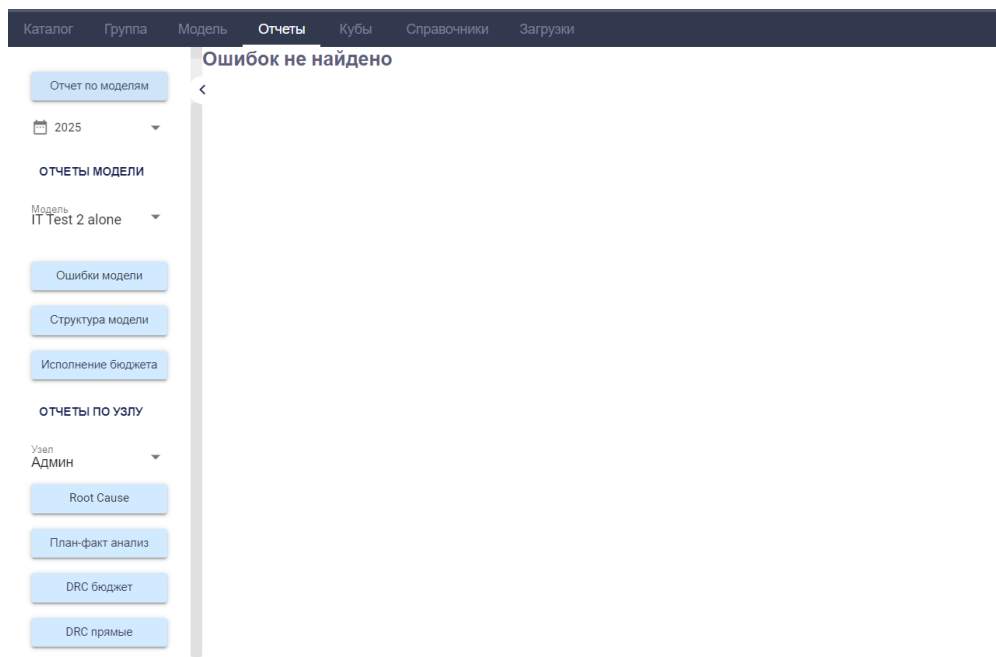 Каталог Группа Модель Отчеты Кубы Справочники Загрузки
Ошибок не найдено
Отчет по моделям
2025
ОТЧЕТЫ МОДЕЛИ
Модель
IT Test 2 alone
Ошибки модели
Структура модели
Исполнение бюджета
ОТЧЕТЫ ПО УЗЛУ
Узел
Админ
Root Cause
План-факт анализ
DRC бюджет
DRC прямые